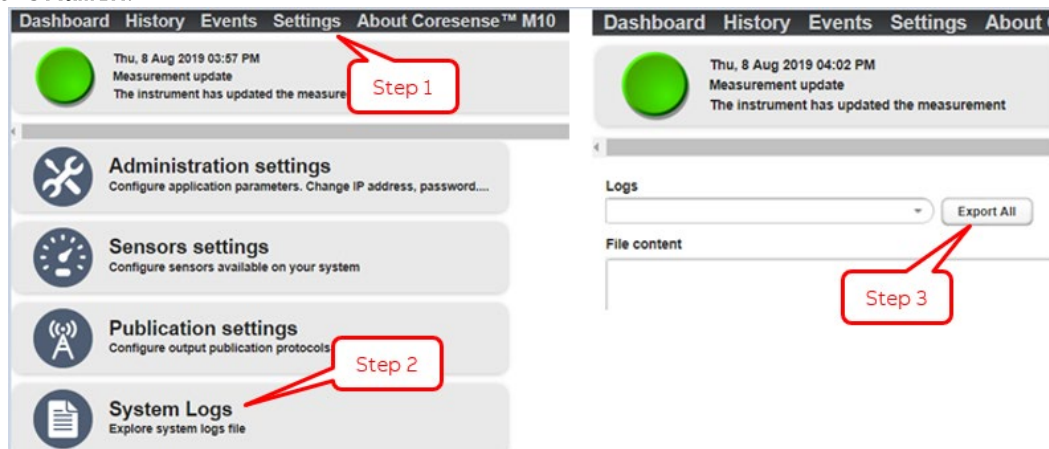 Dashboard History Events Settings About Coresense™ M10
Thu, 8 Aug 2019 03:57 PM
Measurement update
The instrument has updated the measure
Step 1
Administration settings
Configure application parameters. Change IP address, password....
Sensors settings
Configure sensors available on your system
Publication settings
Configure output publication protocols
Step 2
System Logs
Explore system logs file
Dashboard History Events Settings About
Thu, 8 Aug 2019 04:02 PM
Measurement update
The instrument has updated the measurement
Logs
Export All
File content
Step 3